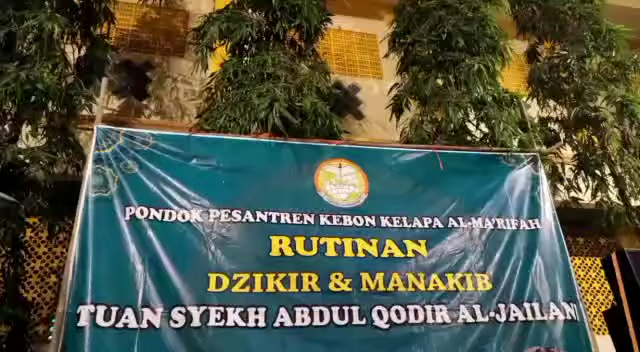 PONDOK PESANTREN KEBON KELAPA AL-MA'RIFAH
RUTINAN
DZIKIR & MANAKIB
TUAN SYEKH ABDUL QODIR AL-JAILANI